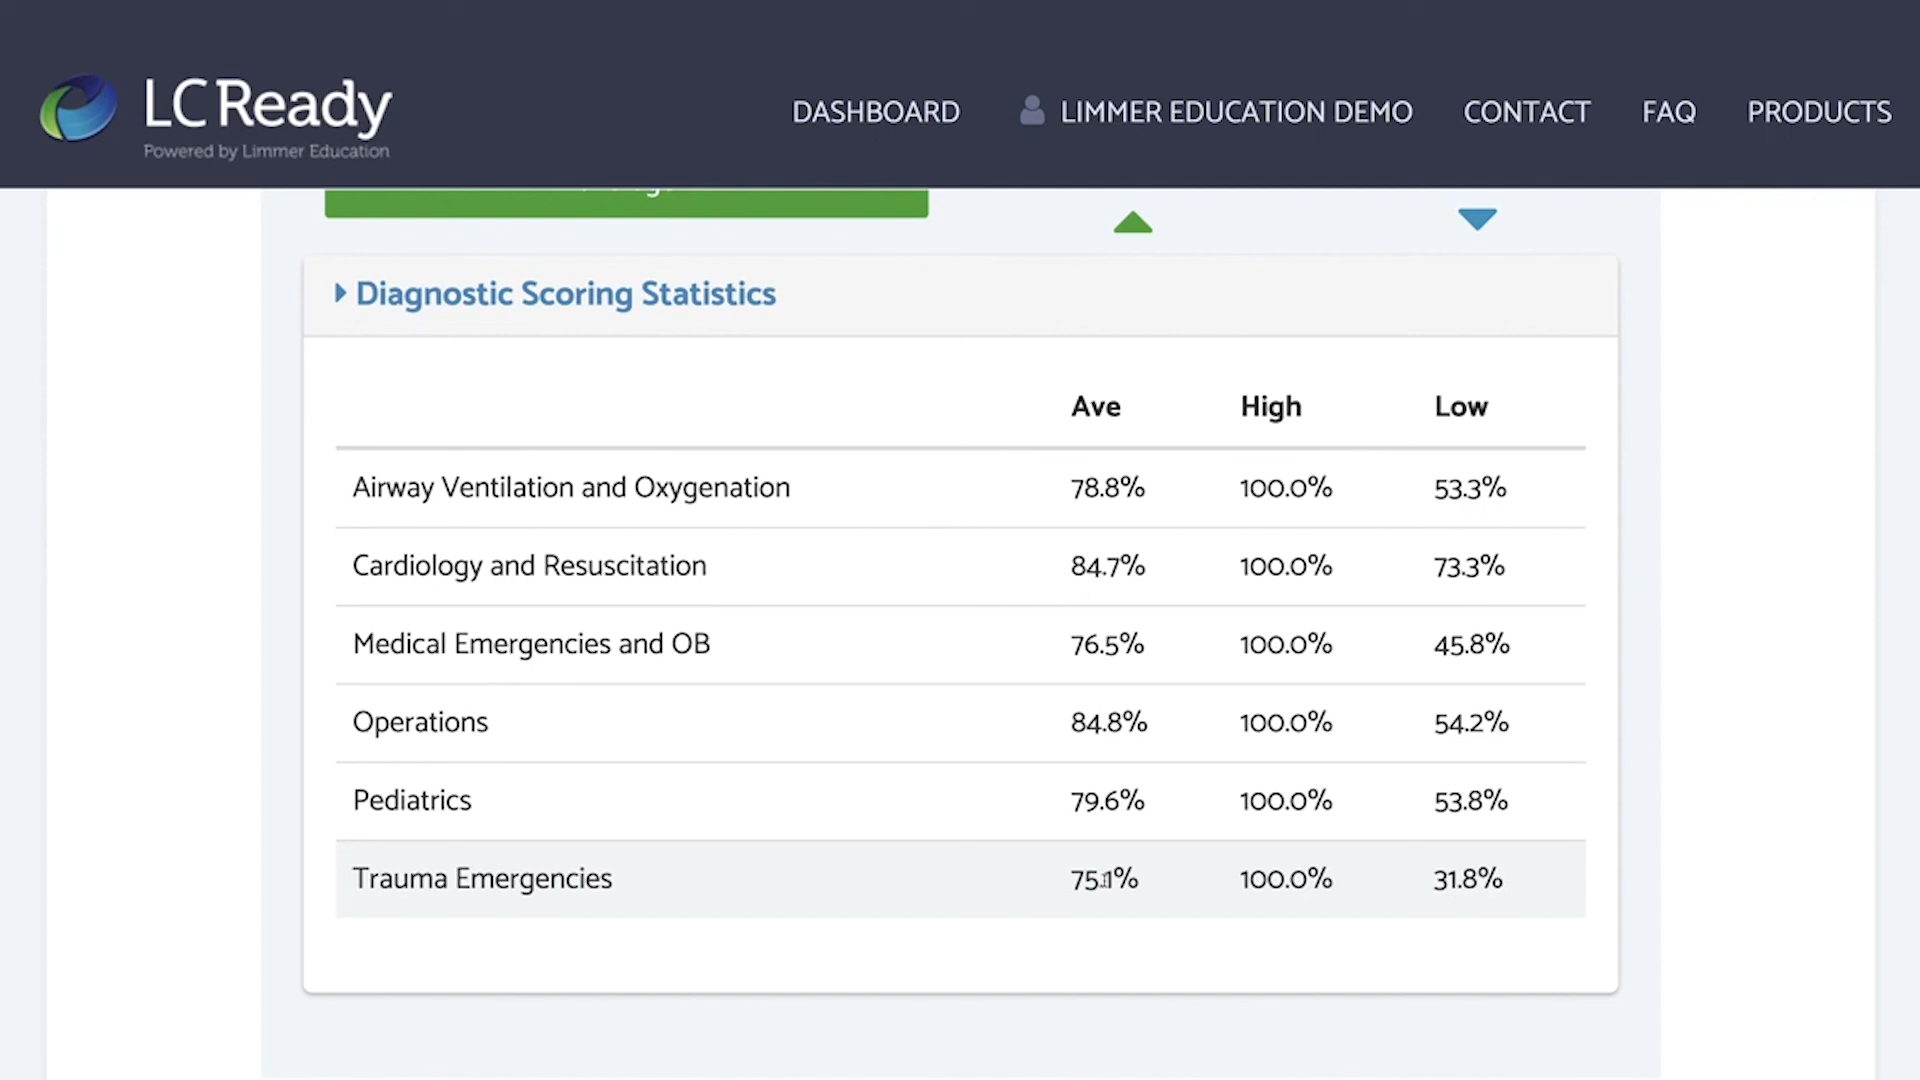 LC Ready
Powered by Limmer Education
DASHBOARD LIMMER EDUCATION DEMO CONTACT FAQ PRODUCTS
Diagnostic Scoring Statistics
Ave High Low
Airway Ventilation and Oxygenation 78.8% 100.0% 53.3%
Cardiology and Resuscitation 84.7% 100.0% 73.3%
Medical Emergencies and OB 76.5% 100.0% 45.8%
Operations 84.8% 100.0% 54.2%
Pediatrics 79.6% 100.0% 53.8%
Trauma Emergencies 75.1% 100.0% 31.8%